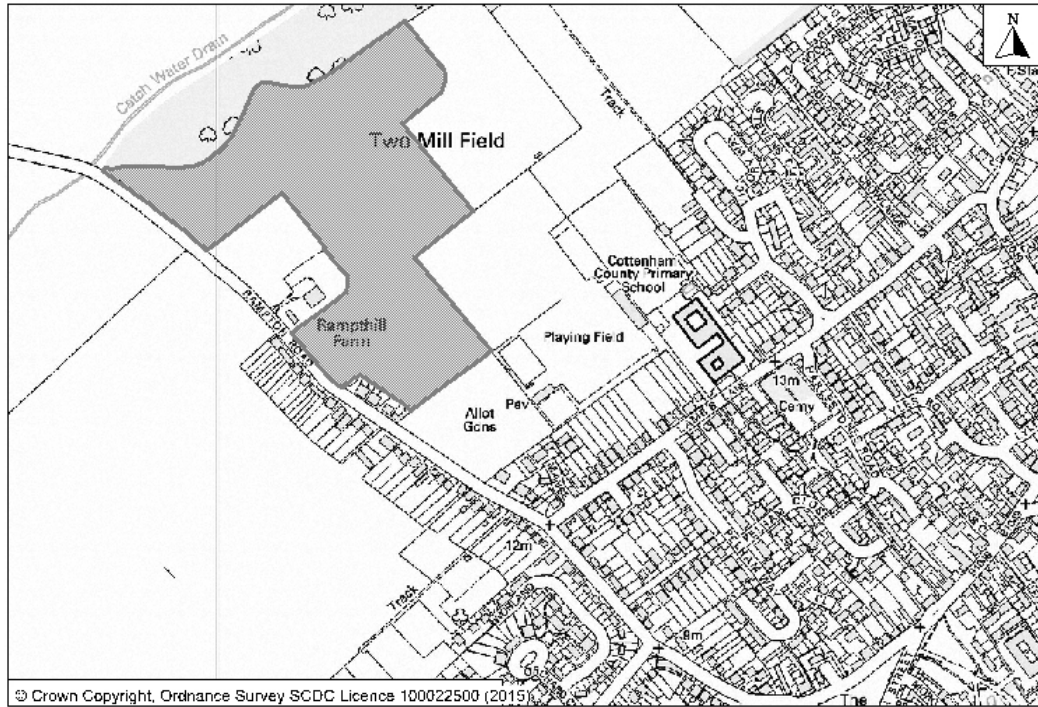 N
Catch Water Drain
Track
Two Mill Field
Cottenham
County Primary
School
Rampthill
Farm
Playing Field
13m
Cemy
Pav
Allot
Gdns
12m
Track
9m
The
© Crown Copyright, Ordnance Survey SCDC Licence 100022500 (2015)